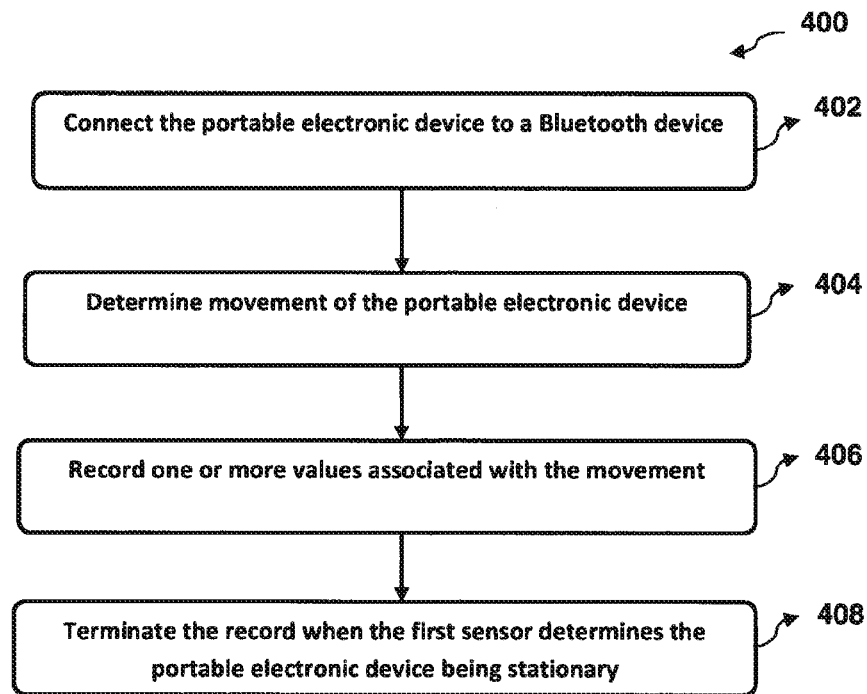 400
Connect the portable electronic device to a Bluetooth device
402
Determine movement of the portable electronic device
404
Record one or more values associated with the movement
406
Terminate the record when the first sensor determines the
portable electronic device being stationary
408